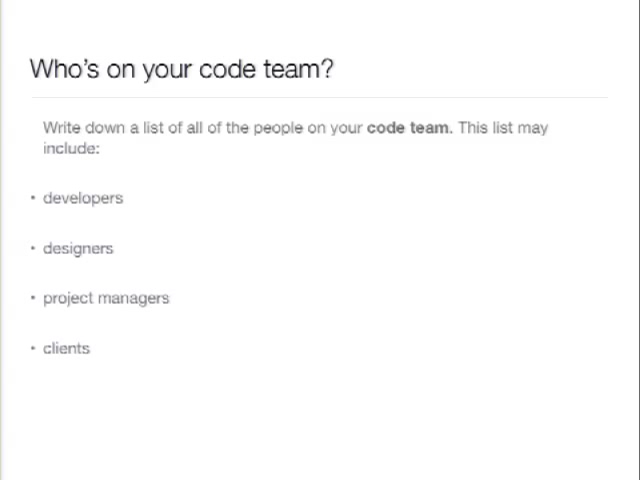 Who's on your code team?
Write down a list of all of the people on your code team. This list may
include:
• developers
• designers
• project managers
• clients